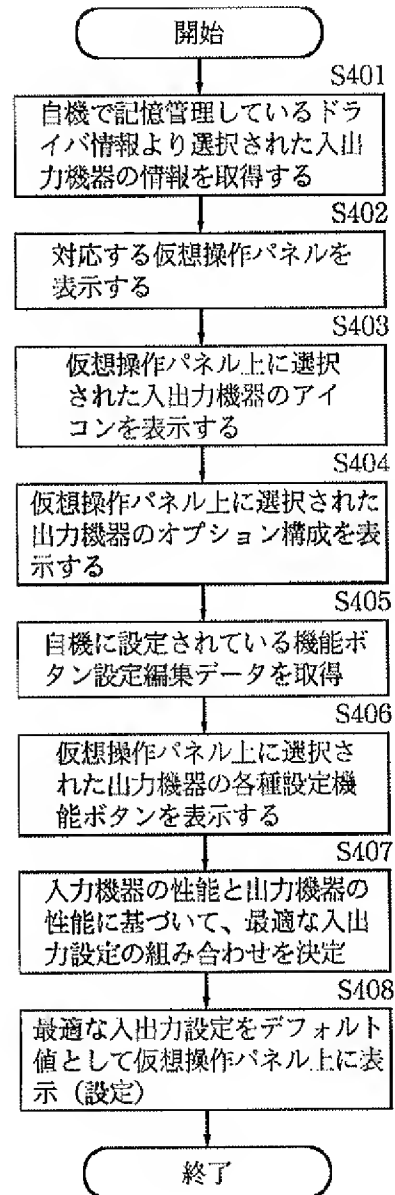 開始
S401
自機で記憶管理しているドラ
イバ情報より選択された入出
力機器の情報を取得する
S402
対応する仮想操作パネルを
表示する
S403
仮想操作パネル上に選択
された入出力機器のアイ
コンを表示する
S404
仮想操作パネル上に選択された
出力機器のオプション構成を表
示する
S405
自機に設定されている機能ボ
タン設定編集データを取得
S406
仮想操作パネル上に選択さ
れた出力機器の各種設定機
能ボタンを表示する
S407
入力機器の性能と出力機器の
性能に基づいて、最適な入出
力設定の組み合わせを決定
S408
最適な入出力設定をデフォルト
値として仮想操作パネル上に表
示（設定）
終了